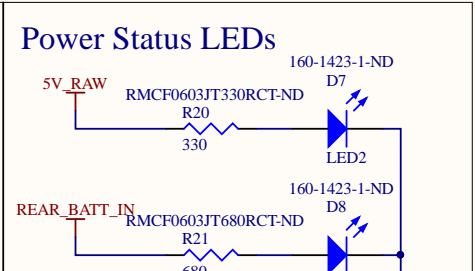 Power Status LEDs
160-1423-1-ND
D7
5V_RAW
RMCF0603JT330RCT-ND
R20
330
LED2
160-1423-1-ND
D8
REAR_BATT_IN
RMCF0603JT680RCT-ND
R21
680